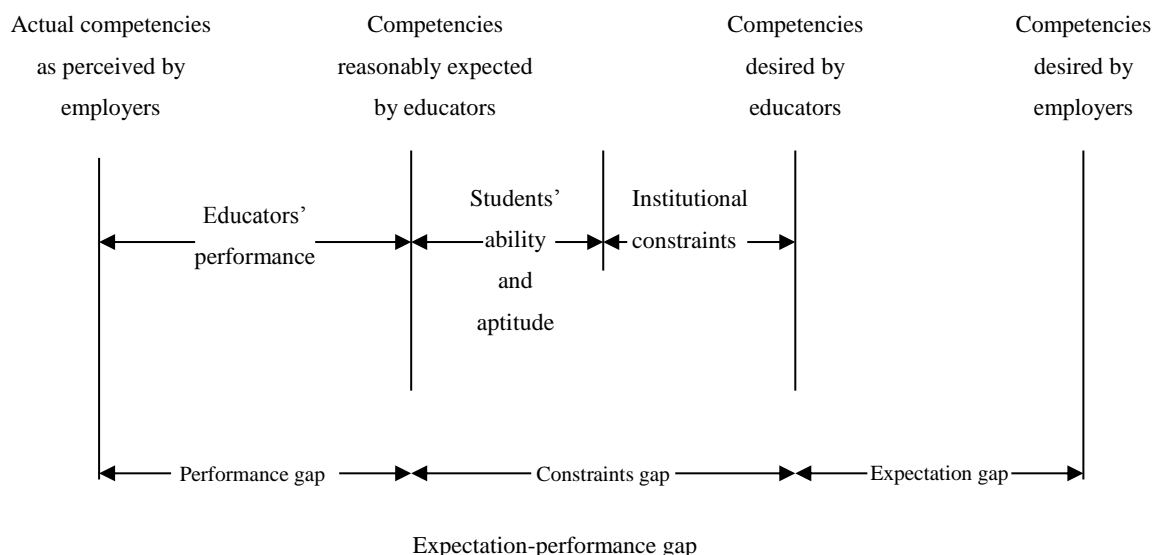 Actual competencies
as perceived by
employers
Competencies
reasonably expected
by educators
Competencies
desired by
educators
Competencies
desired by
employers
Educators’
performance
Students’
ability
and
aptitude
Institutional
constraints
Performance gap
Constraints gap
Expectation gap
Expectation-performance gap